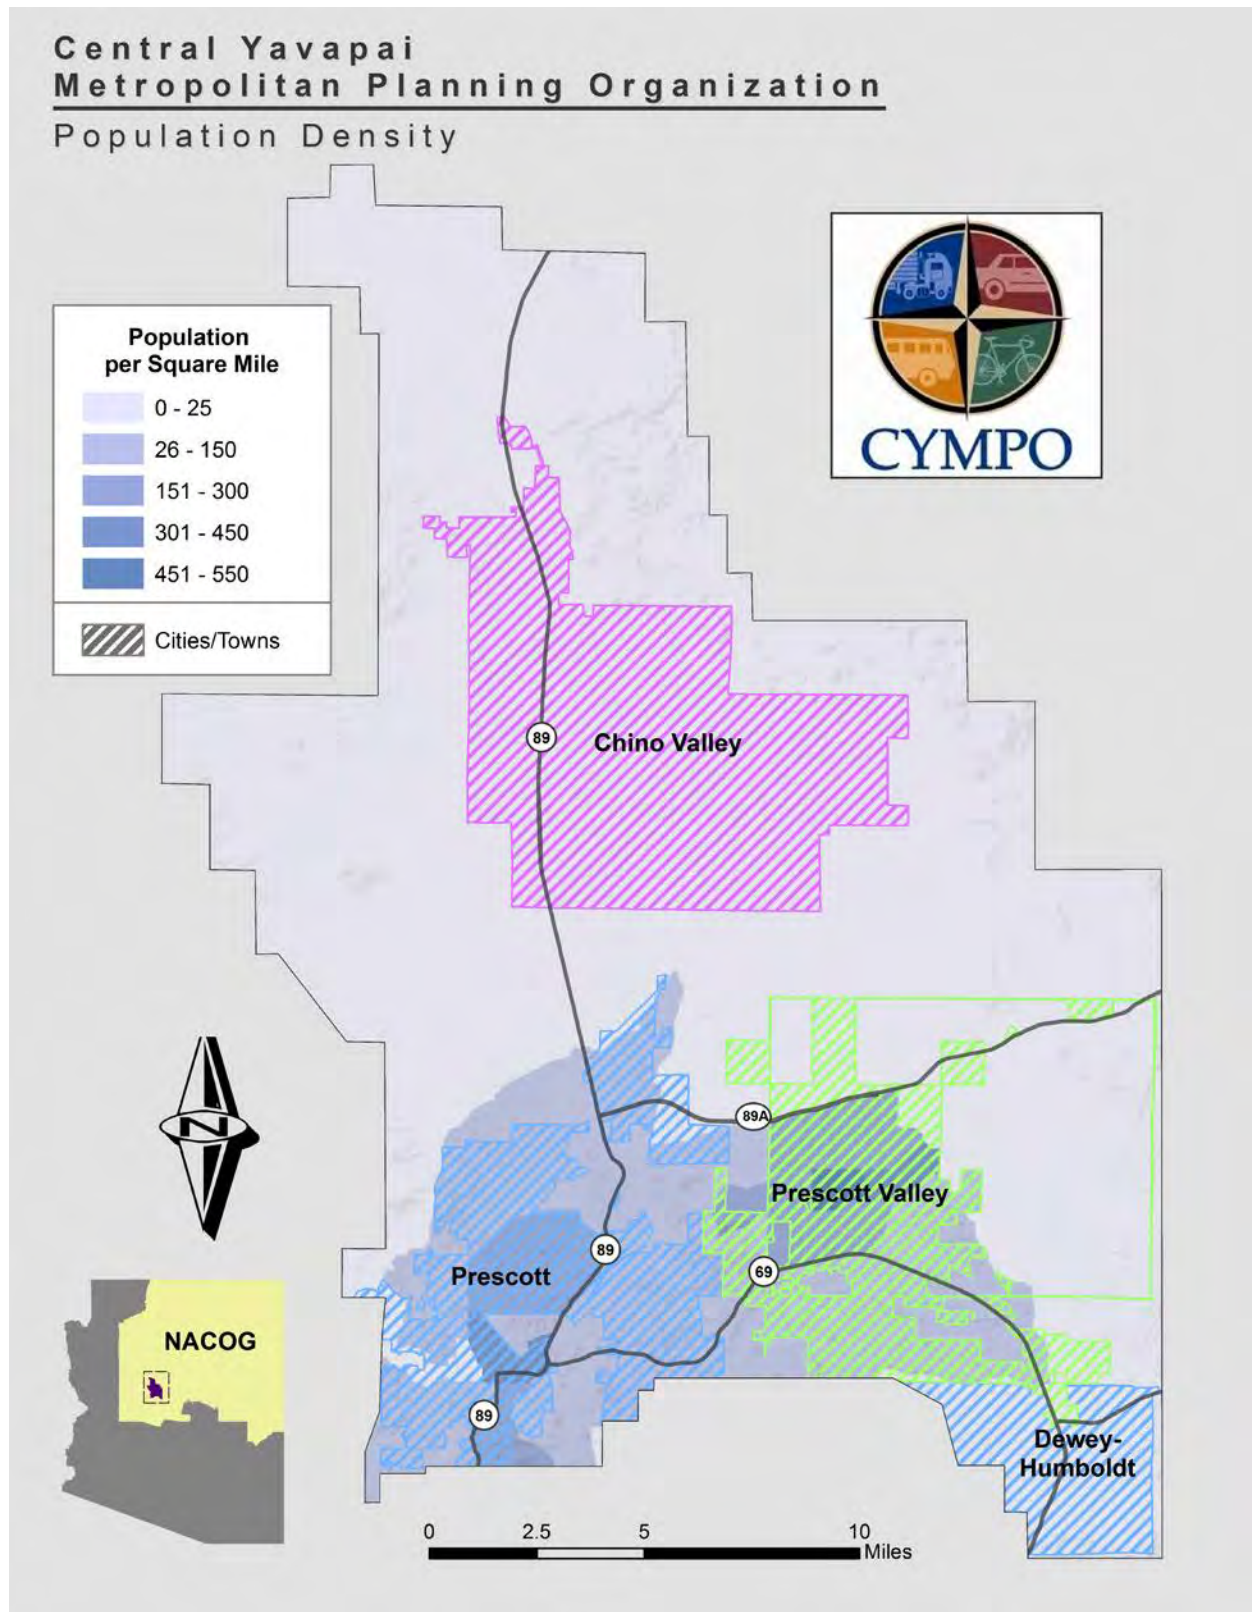 Central Yavapai
Metropolitan Planning Organization
Population Density
CYMPO
Population
per Square Mile
0 - 25
26 - 150
151 - 300
301 - 450
451 - 550
Cities/Towns
89
Chino Valley
89A
Prescott Valley
89
Prescott
69
N
NACOG
89
Dewey-
Humboldt
0 2.5 5 10
Miles